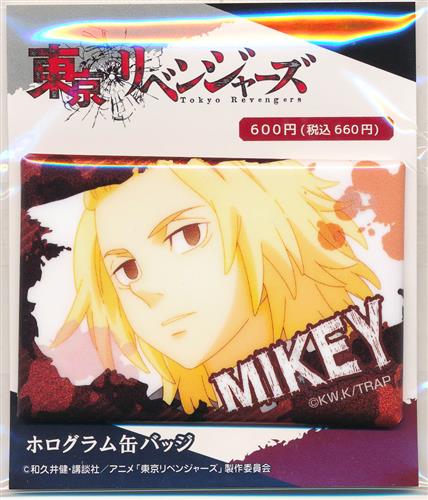 東京リベンジャーズ
Tokyo Revengers
600円(税込660円)
MIKEY
©KW.K/TRAP
ホログラム缶バッジ
©和久井健・講談社／アニメ「東京リベンジャーズ」製作委員会